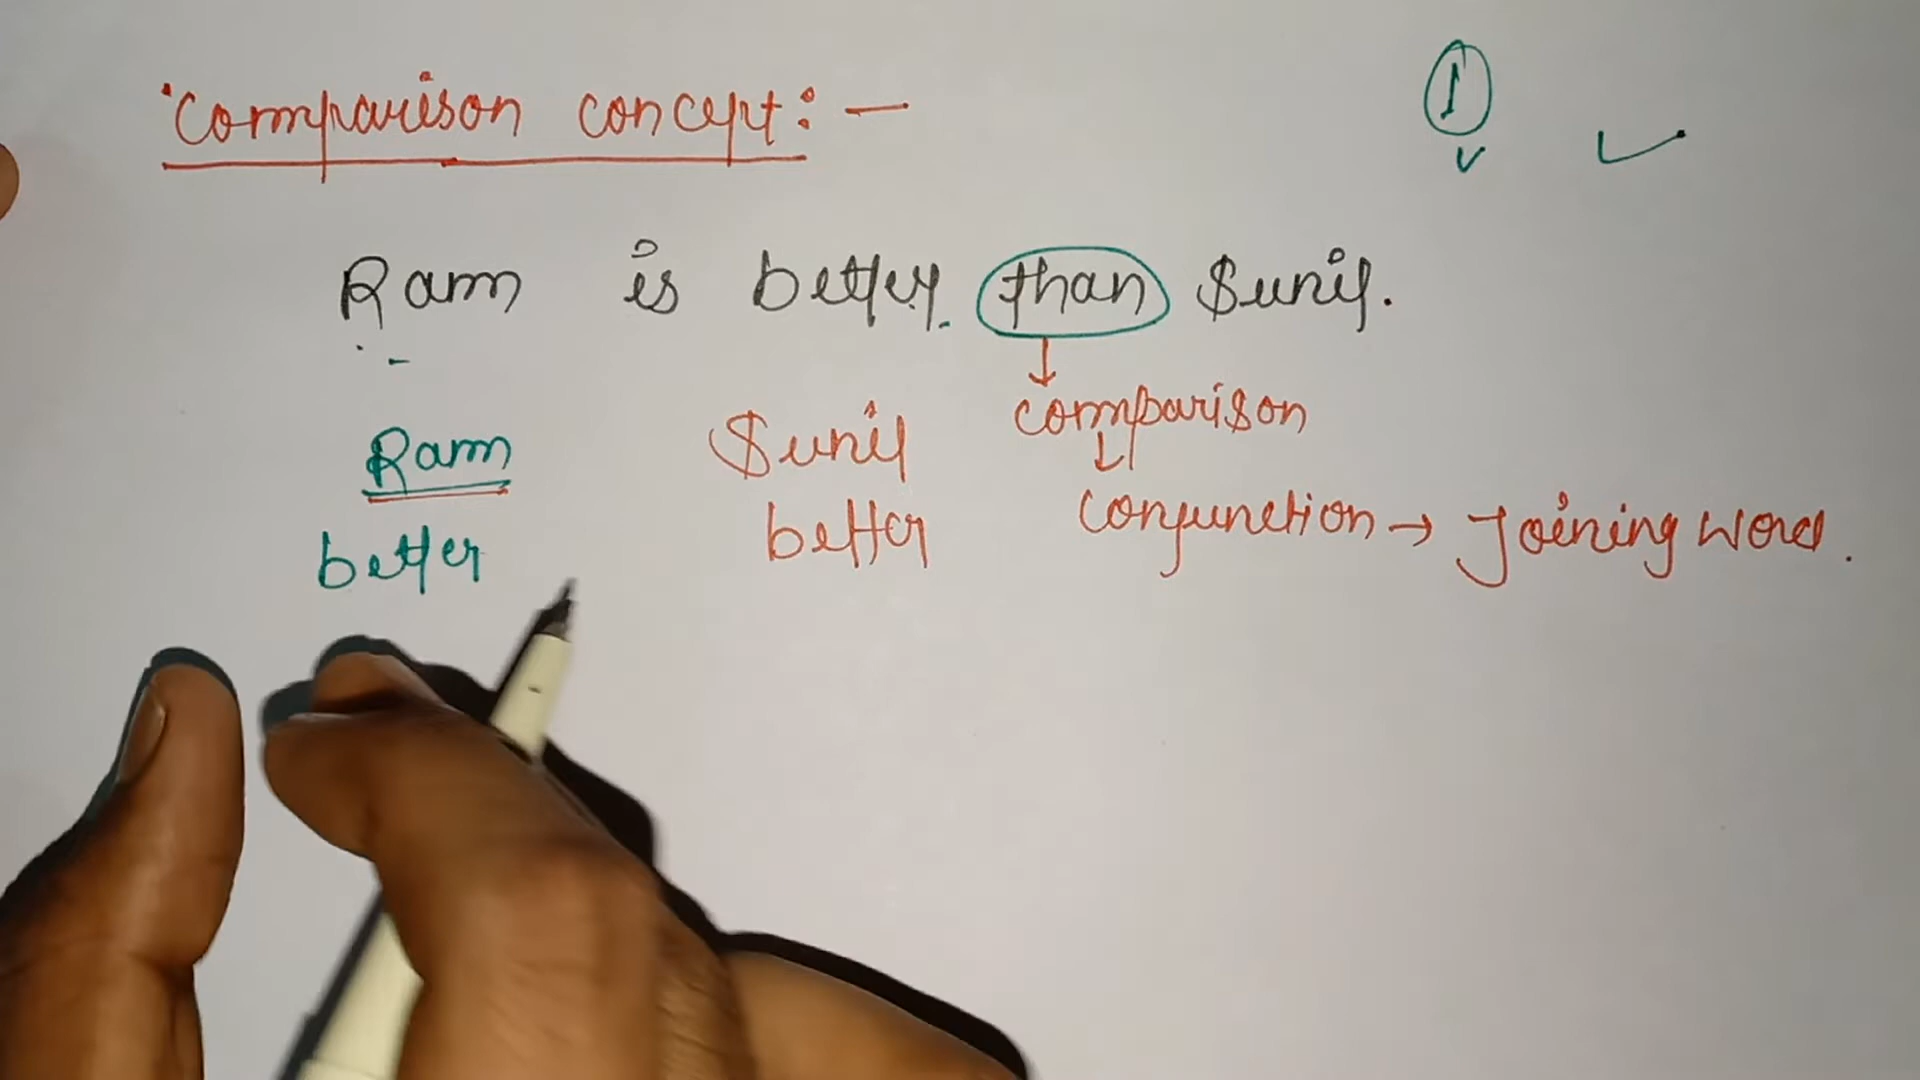 Comparison concept : —
I
v
Ram is better than Sunil.
Ram Sunil comparison
better better conjunction → Joining word.